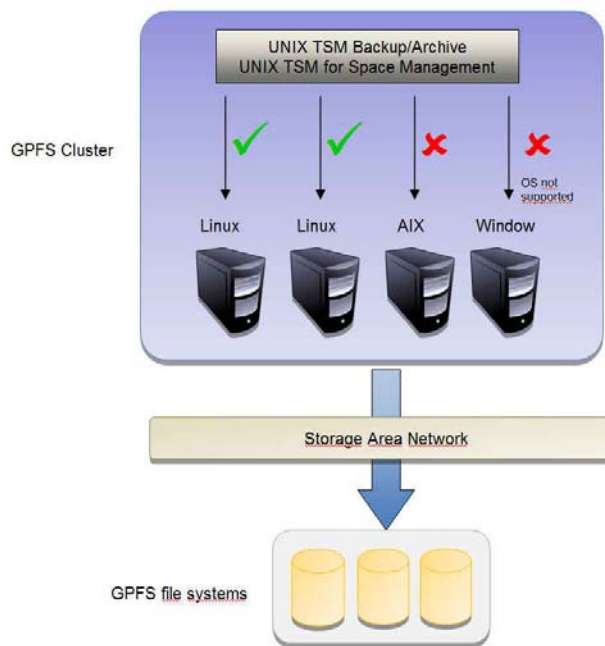 UNIX TSM Backup/Archive
UNIX TSM for Space Management
GPFS Cluster
OS not
supported
Linux
Linux
AIX
Window
Storage Area Network
GPFS file systems